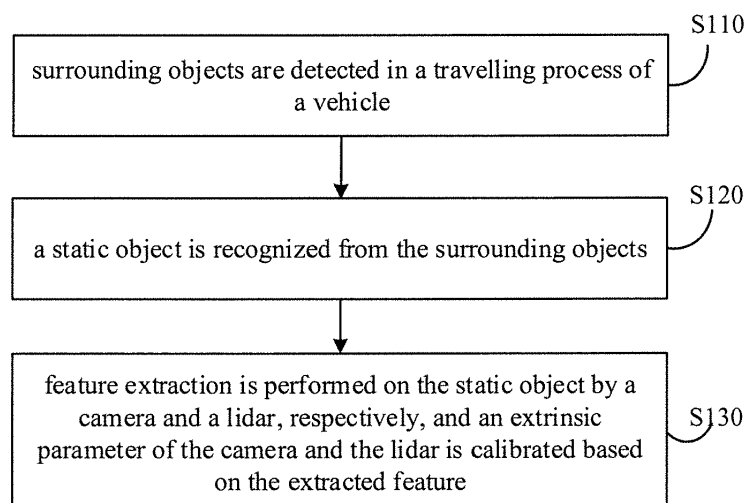 S110
surrounding objects are detected in a travelling process of
a vehicle
S120
a static object is recognized from the surrounding objects
feature extraction is performed on the static object by a
camera and a lidar, respectively, and an extrinsic
parameter of the camera and the lidar is calibrated based
on the extracted feature
S130